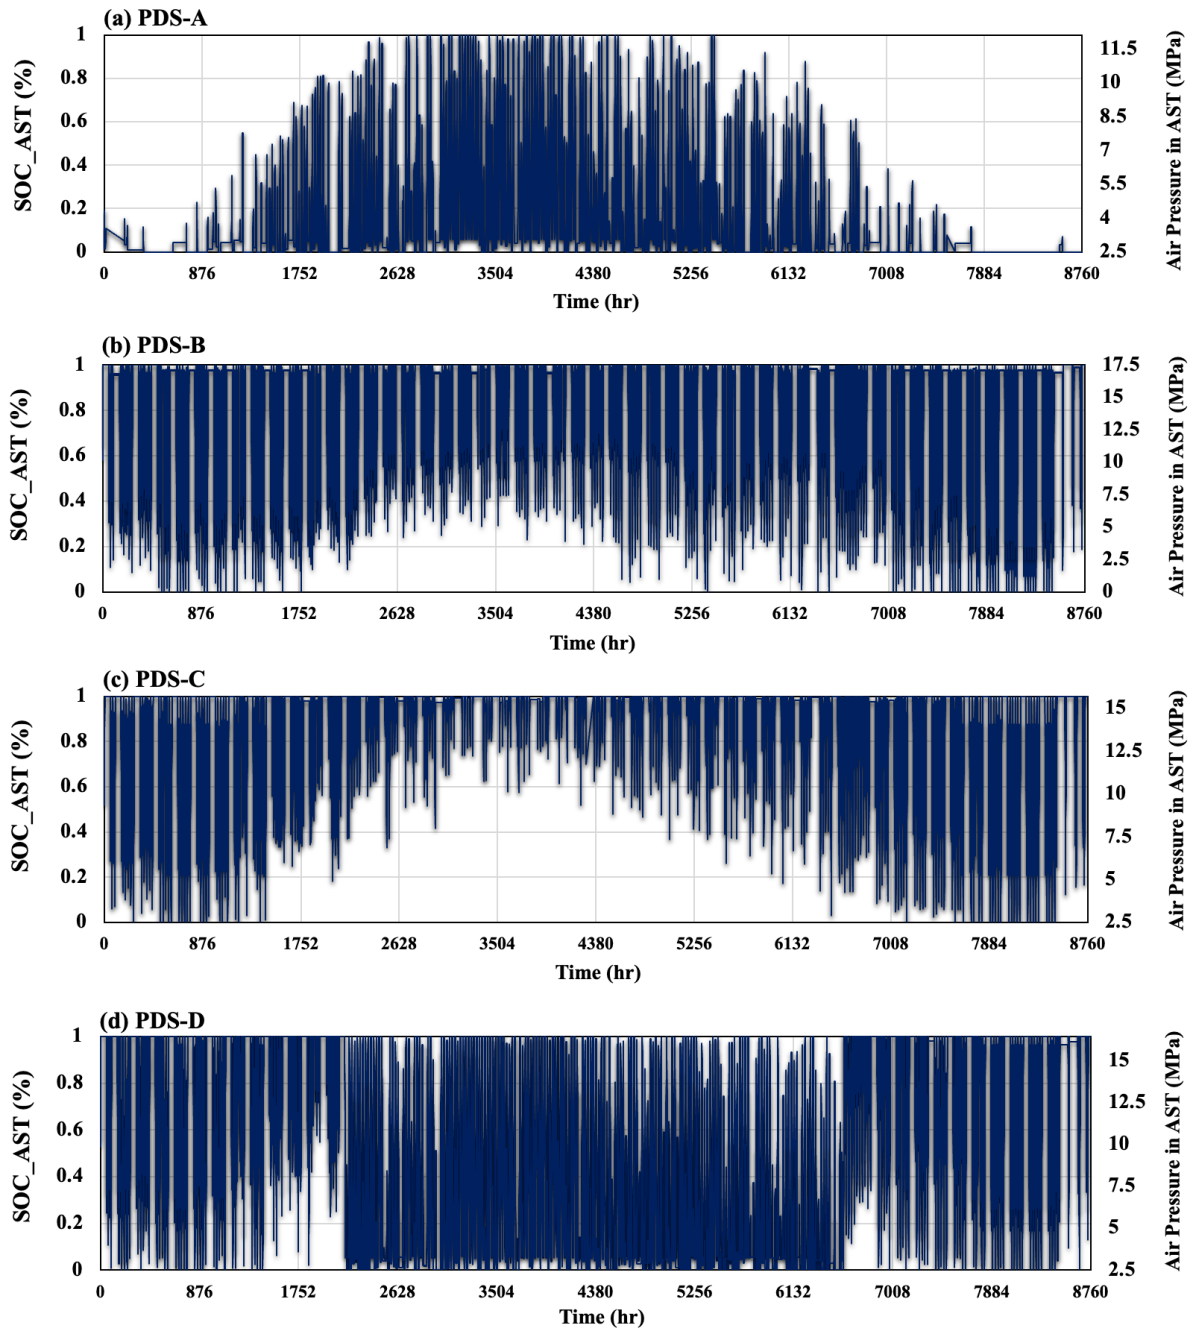 (a) PDS-A
SOC_AST (%)
1
0.8
0.6
0.4
0.2
0
11.5
10
8.5
7
5.5
4
2.5
Air Pressure in AST (MPa)
0 876 1752 2628 3504 4380 5256 6132 7008 7884 8760
Time (hr)
(b) PDS-B
SOC_AST (%)
1
0.8
0.6
0.4
0.2
0
17.5
15
12.5
10
7.5
5
2.5
0
Air Pressure in AST (MPa)
0 876 1752 2628 3504 4380 5256 6132 7008 7884 8760
Time (hr)
(c) PDS-C
SOC_AST (%)
1
0.8
0.6
0.4
0.2
0
15
12.5
10
7.5
5
2.5
Air Pressure in AST (MPa)
0 876 1752 2628 3504 4380 5256 6132 7008 7884 8760
Time (hr)
(d) PDS-D
SOC_AST (%)
1
0.8
0.6
0.4
0.2
0
15
12.5
10
7.5
5
2.5
Air Pressure in AST (MPa)
0 876 1752 2628 3504 4380 5256 6132 7008 7884 8760
Time (hr)